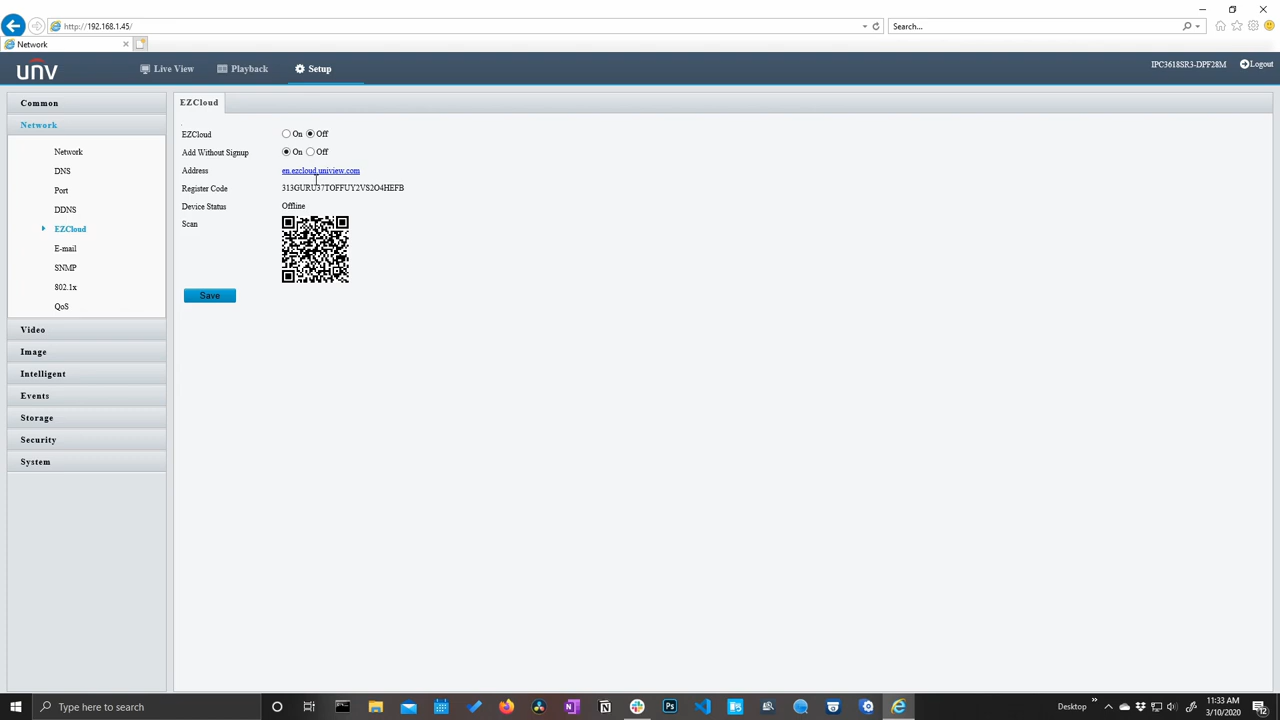 http://192.168.1.45/
Search...
Network
unv
Live View
Playback
Setup
IPC3618SR3-DPF28M
Logout
Common
Network
Network
DNS
Port
DDNS
EZCloud
E-mail
SNMP
802.1x
QoS
Video
Image
Intelligent
Events
Storage
Security
System
EZCloud
EZCloud On Off
Add Without Signup On Off
Address en.ezcloud.uniview.com
Register Code 313GURU37TOFFUY2VS2O4HEFB
Device Status Offline
Scan
Save
Type here to search
Desktop
11:33 AM
3/10/2020
12